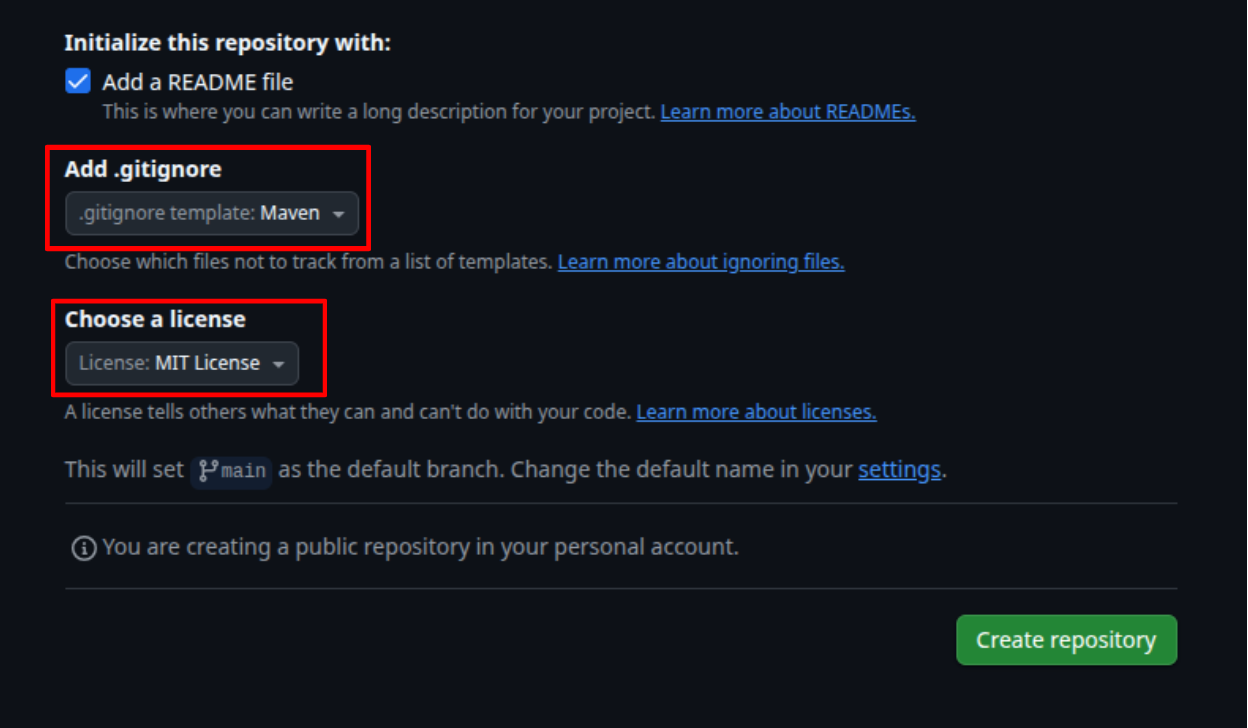 Initialize this repository with:
Add a README file
This is where you can write a long description for your project. Learn more about READMEs.
Add .gitignore
.gitignore template: Maven
Choose which files not to track from a list of templates. Learn more about ignoring files.
Choose a license
License: MIT License
A license tells others what they can and can't do with your code. Learn more about licenses.
This will set main as the default branch. Change the default name in your settings.
You are creating a public repository in your personal account.
Create repository